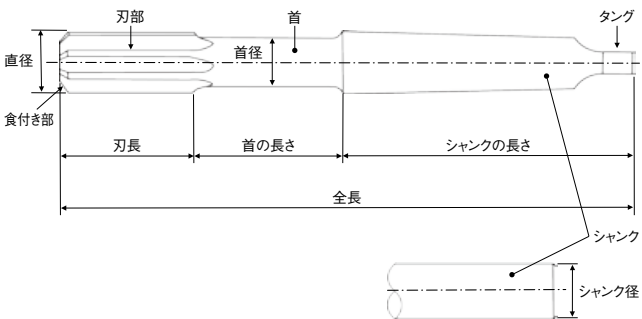 刃部
首
タング
直径
首径
食付き部
刃長
首の長さ
シャンクの長さ
全長
シャンク
シャンク径